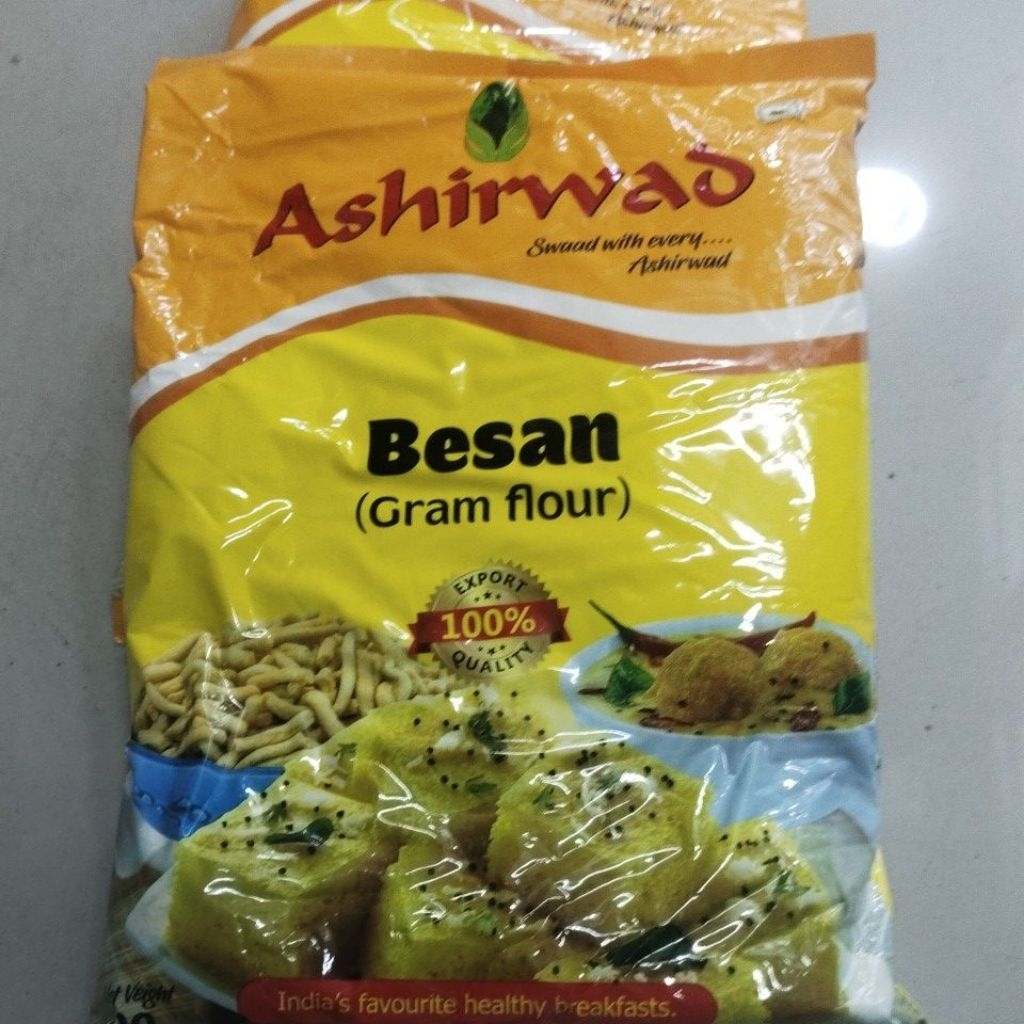 Ashirwad
Swaad with every....
Ashirwad
Besan
(Gram flour)
EXPORT
100%
QUALITY
India's favourite healthy breakfasts.